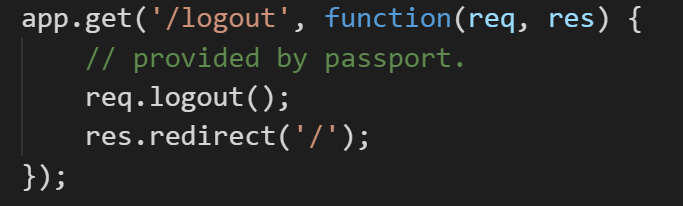 app.get('/logout', function(req, res) {
    // provided by passport.
    req.logout();
    res.redirect('/');
});